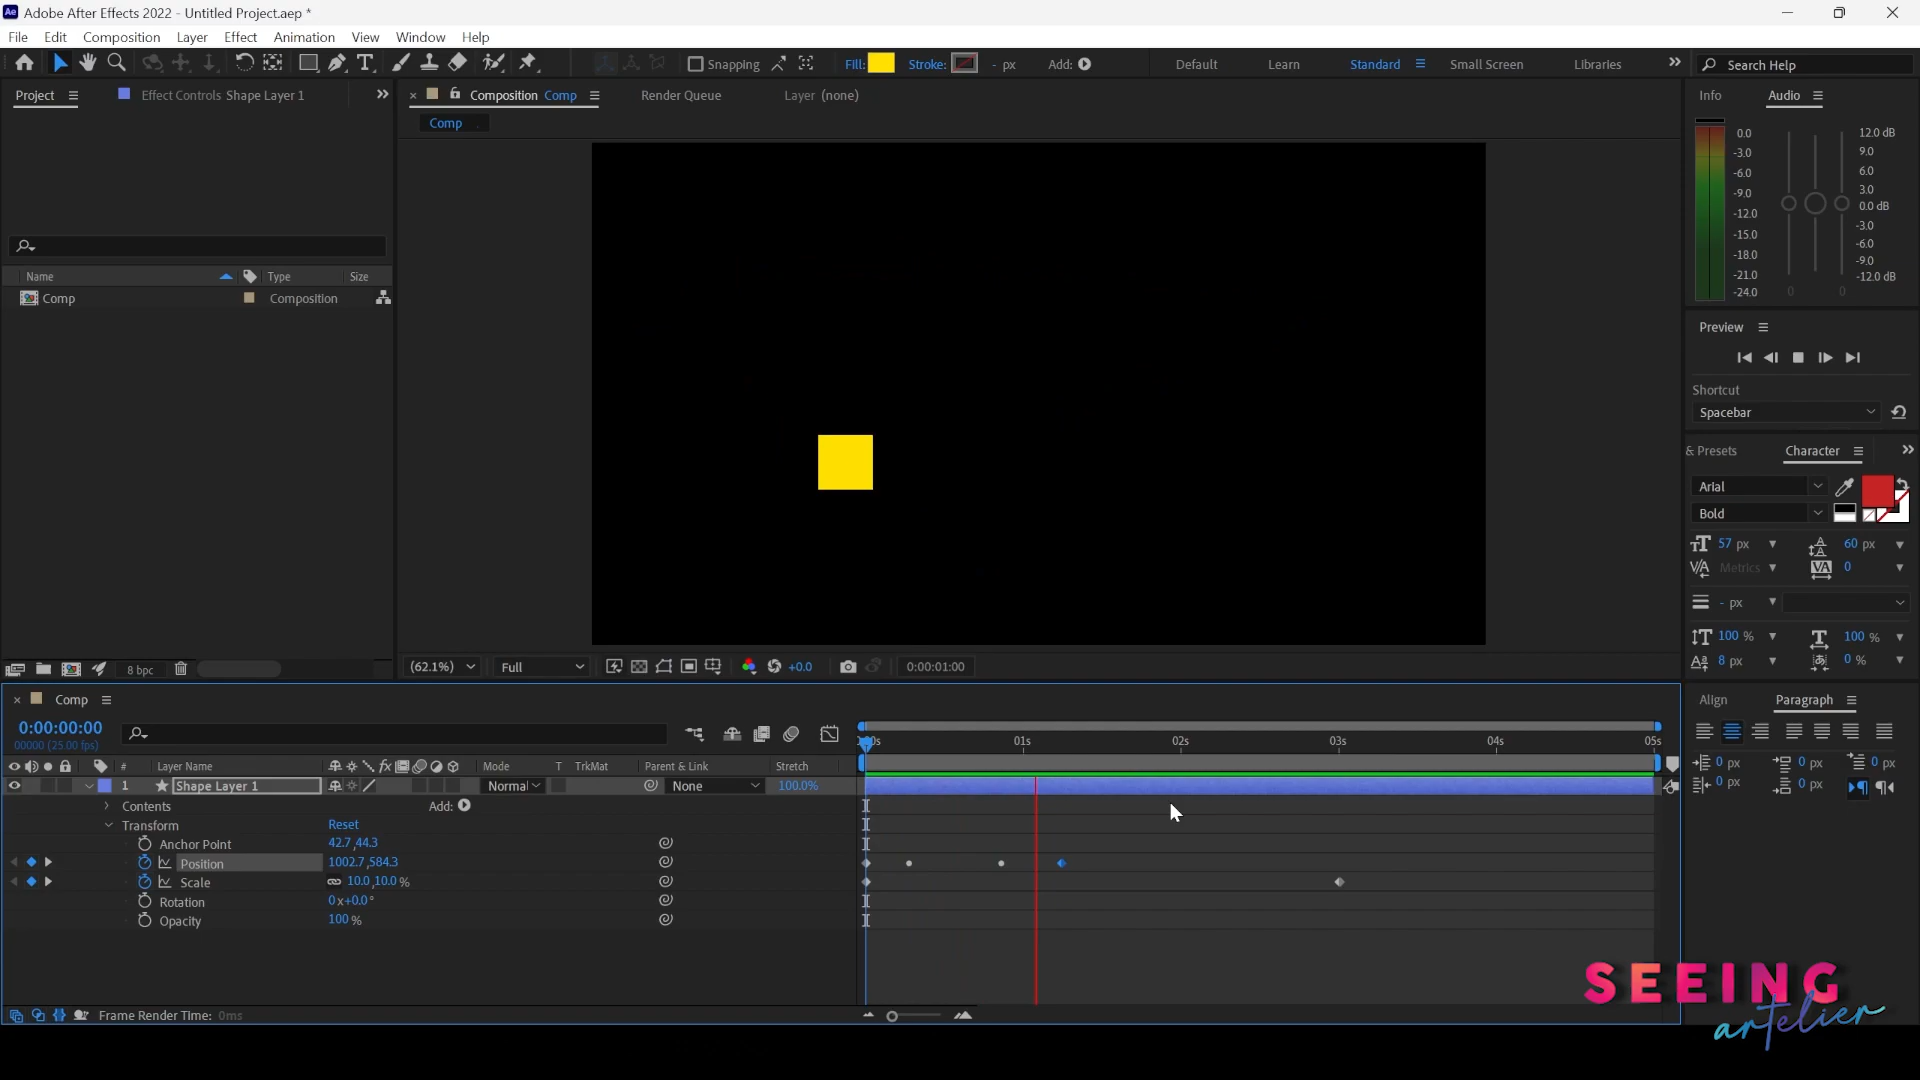 Adobe After Effects 2022 - Untitled Project.aep *
File Edit Composition Layer Effect Animation View Window Help
Snapping Fill: Stroke: - px Add: Default Learn Standard Small Screen Libraries Search Help
Project Effect Controls Shape Layer 1
Composition Comp Render Queue Layer (none)
Info Audio
Comp
0.0 12.0 dB
-3.0 9.0
-6.0 6.0
-9.0 3.0
-12.0 0.0 dB
-15.0 -3.0
-18.0 -6.0
-21.0 -9.0
-24.0 -12.0 dB
0 0
Name Type Size
Comp Composition
Preview
Shortcut
Spacebar
& Presets Character
Arial
Bold
57 px 60 px
Metrics 0
- px
100 % 100 %
8 px 0 %
8 bpc
(62.1%) Full +0.0 0:00:01:00
Comp
0:00:00:00
00000 (25.00 fps)
01s 02s 03s 04s 05s
# Layer Name Mode T TrkMat Parent & Link Stretch
1 Shape Layer 1 Normal None 100.0%
Contents Add:
Transform Reset
Anchor Point 42.7,44.3
Position 1002.7,584.3
Scale 10.0,10.0 %
Rotation 0x+0.0°
Opacity 100 %
Frame Render Time: 0ms
Align Paragraph
0 px 0 px 0 px
0 px 0 px
SEEING
artelier